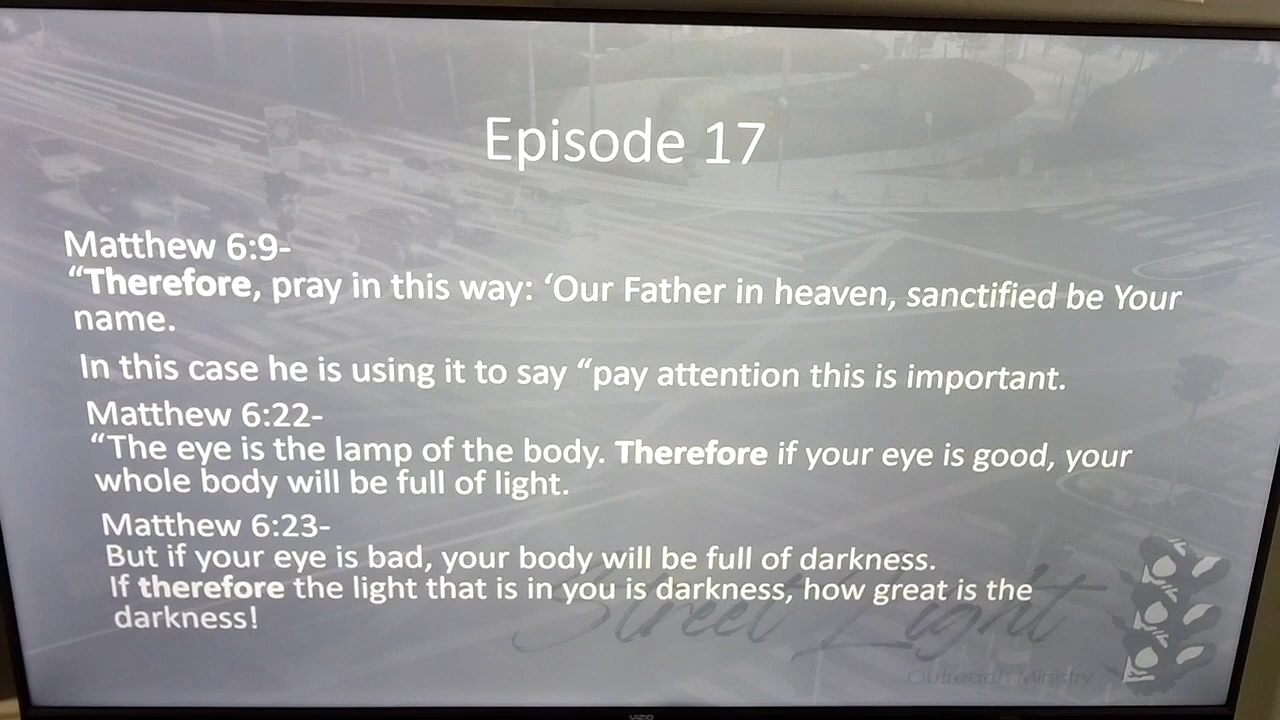 Episode 17
Matthew 6:9-
“Therefore, pray in this way: ‘Our Father in heaven, sanctified be Your
name.
In this case he is using it to say “pay attention this is important.
Matthew 6:22-
“The eye is the lamp of the body. Therefore if your eye is good, your
whole body will be full of light.
Matthew 6:23-
But if your eye is bad, your body will be full of darkness.
If therefore the light that is in you is darkness, how great is the
darkness!
Street Light
Outreach Ministry
VIZIO